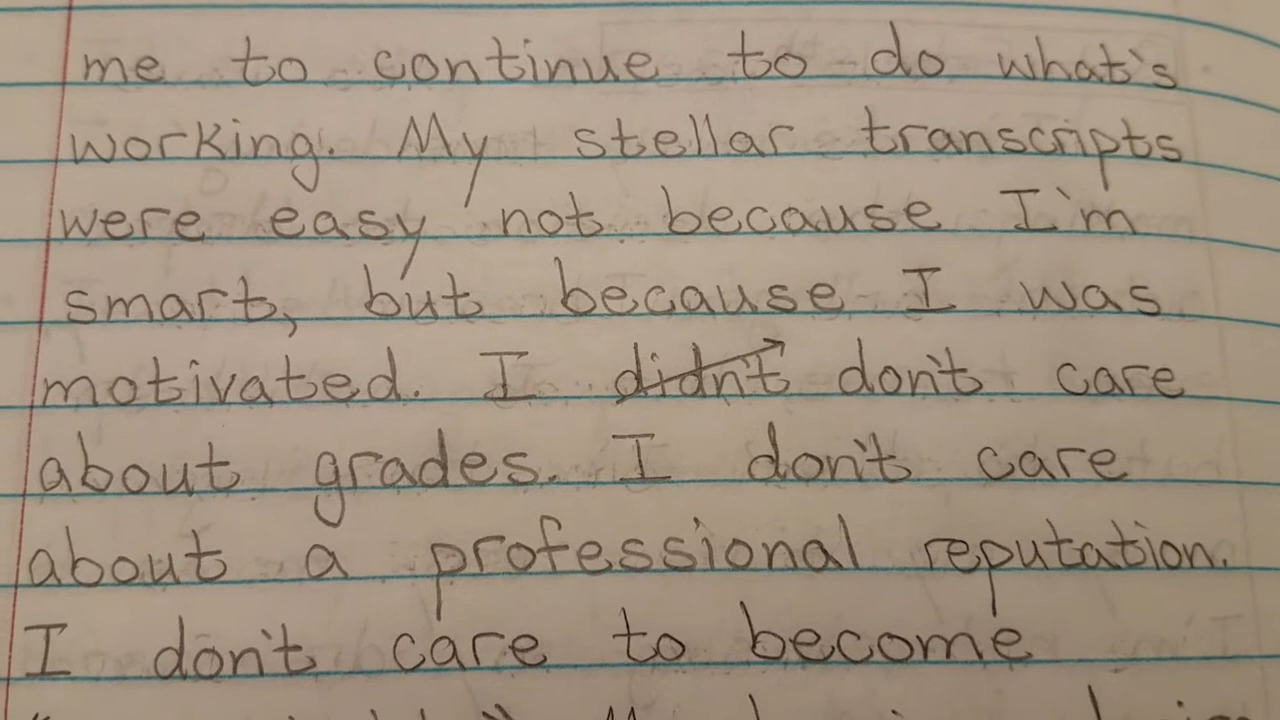 me to continue to do what's
working. My stellar transcripts
were easy not because I'm
smart, but because I was
motivated. I didn't don't care
about grades. I don't care
about a professional reputation.
I don't care to become